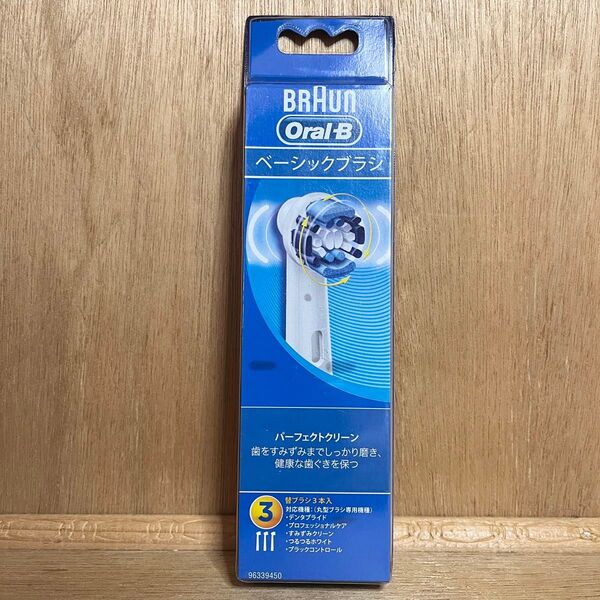 BRAUN
Oral-B
ベーシックブラシ
パーフェクトクリーン
歯をすみずみまでしっかり磨き、
健康な歯ぐきを保つ
3
替ブラシ3本入
対応機種:(丸型ブラシ専用機種)
・デンタプライド
・プロフェッショナルケア
・すみずみクリーン
・つるつるホワイト
・プラックコントロール
96339450